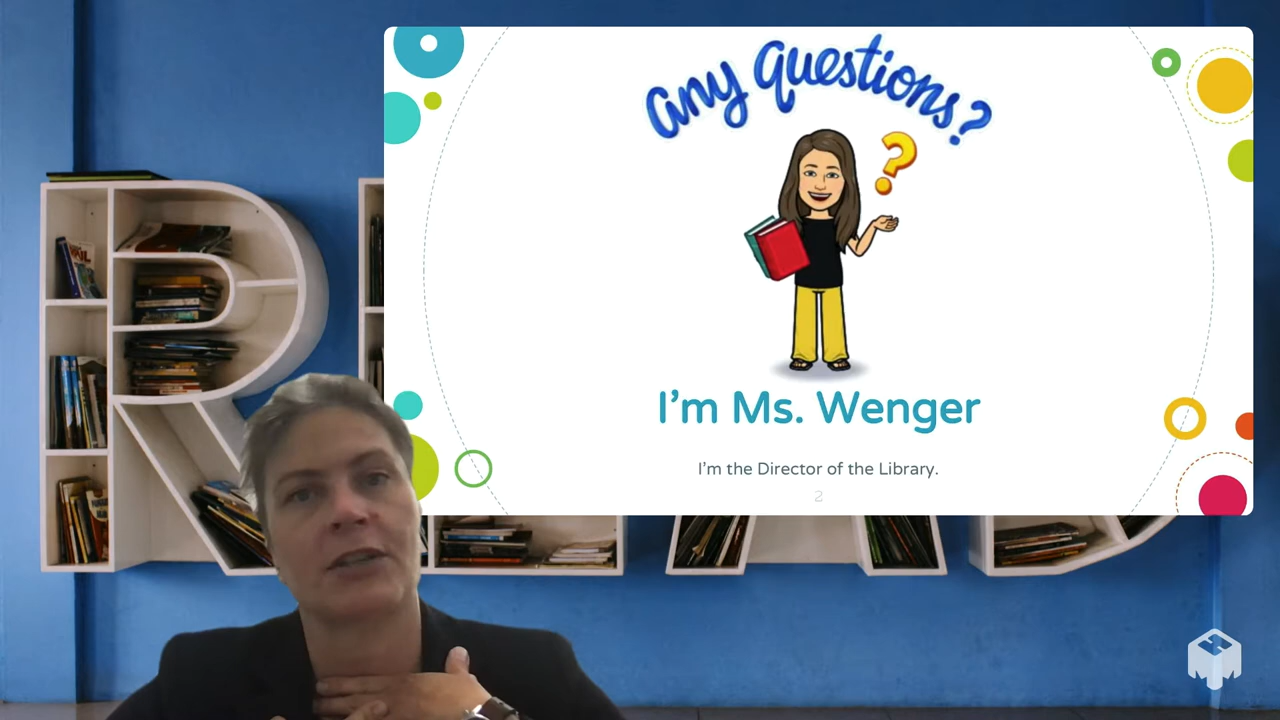 any Questions?
I'm Ms. Wenger
I'm the Director of the Library.
2